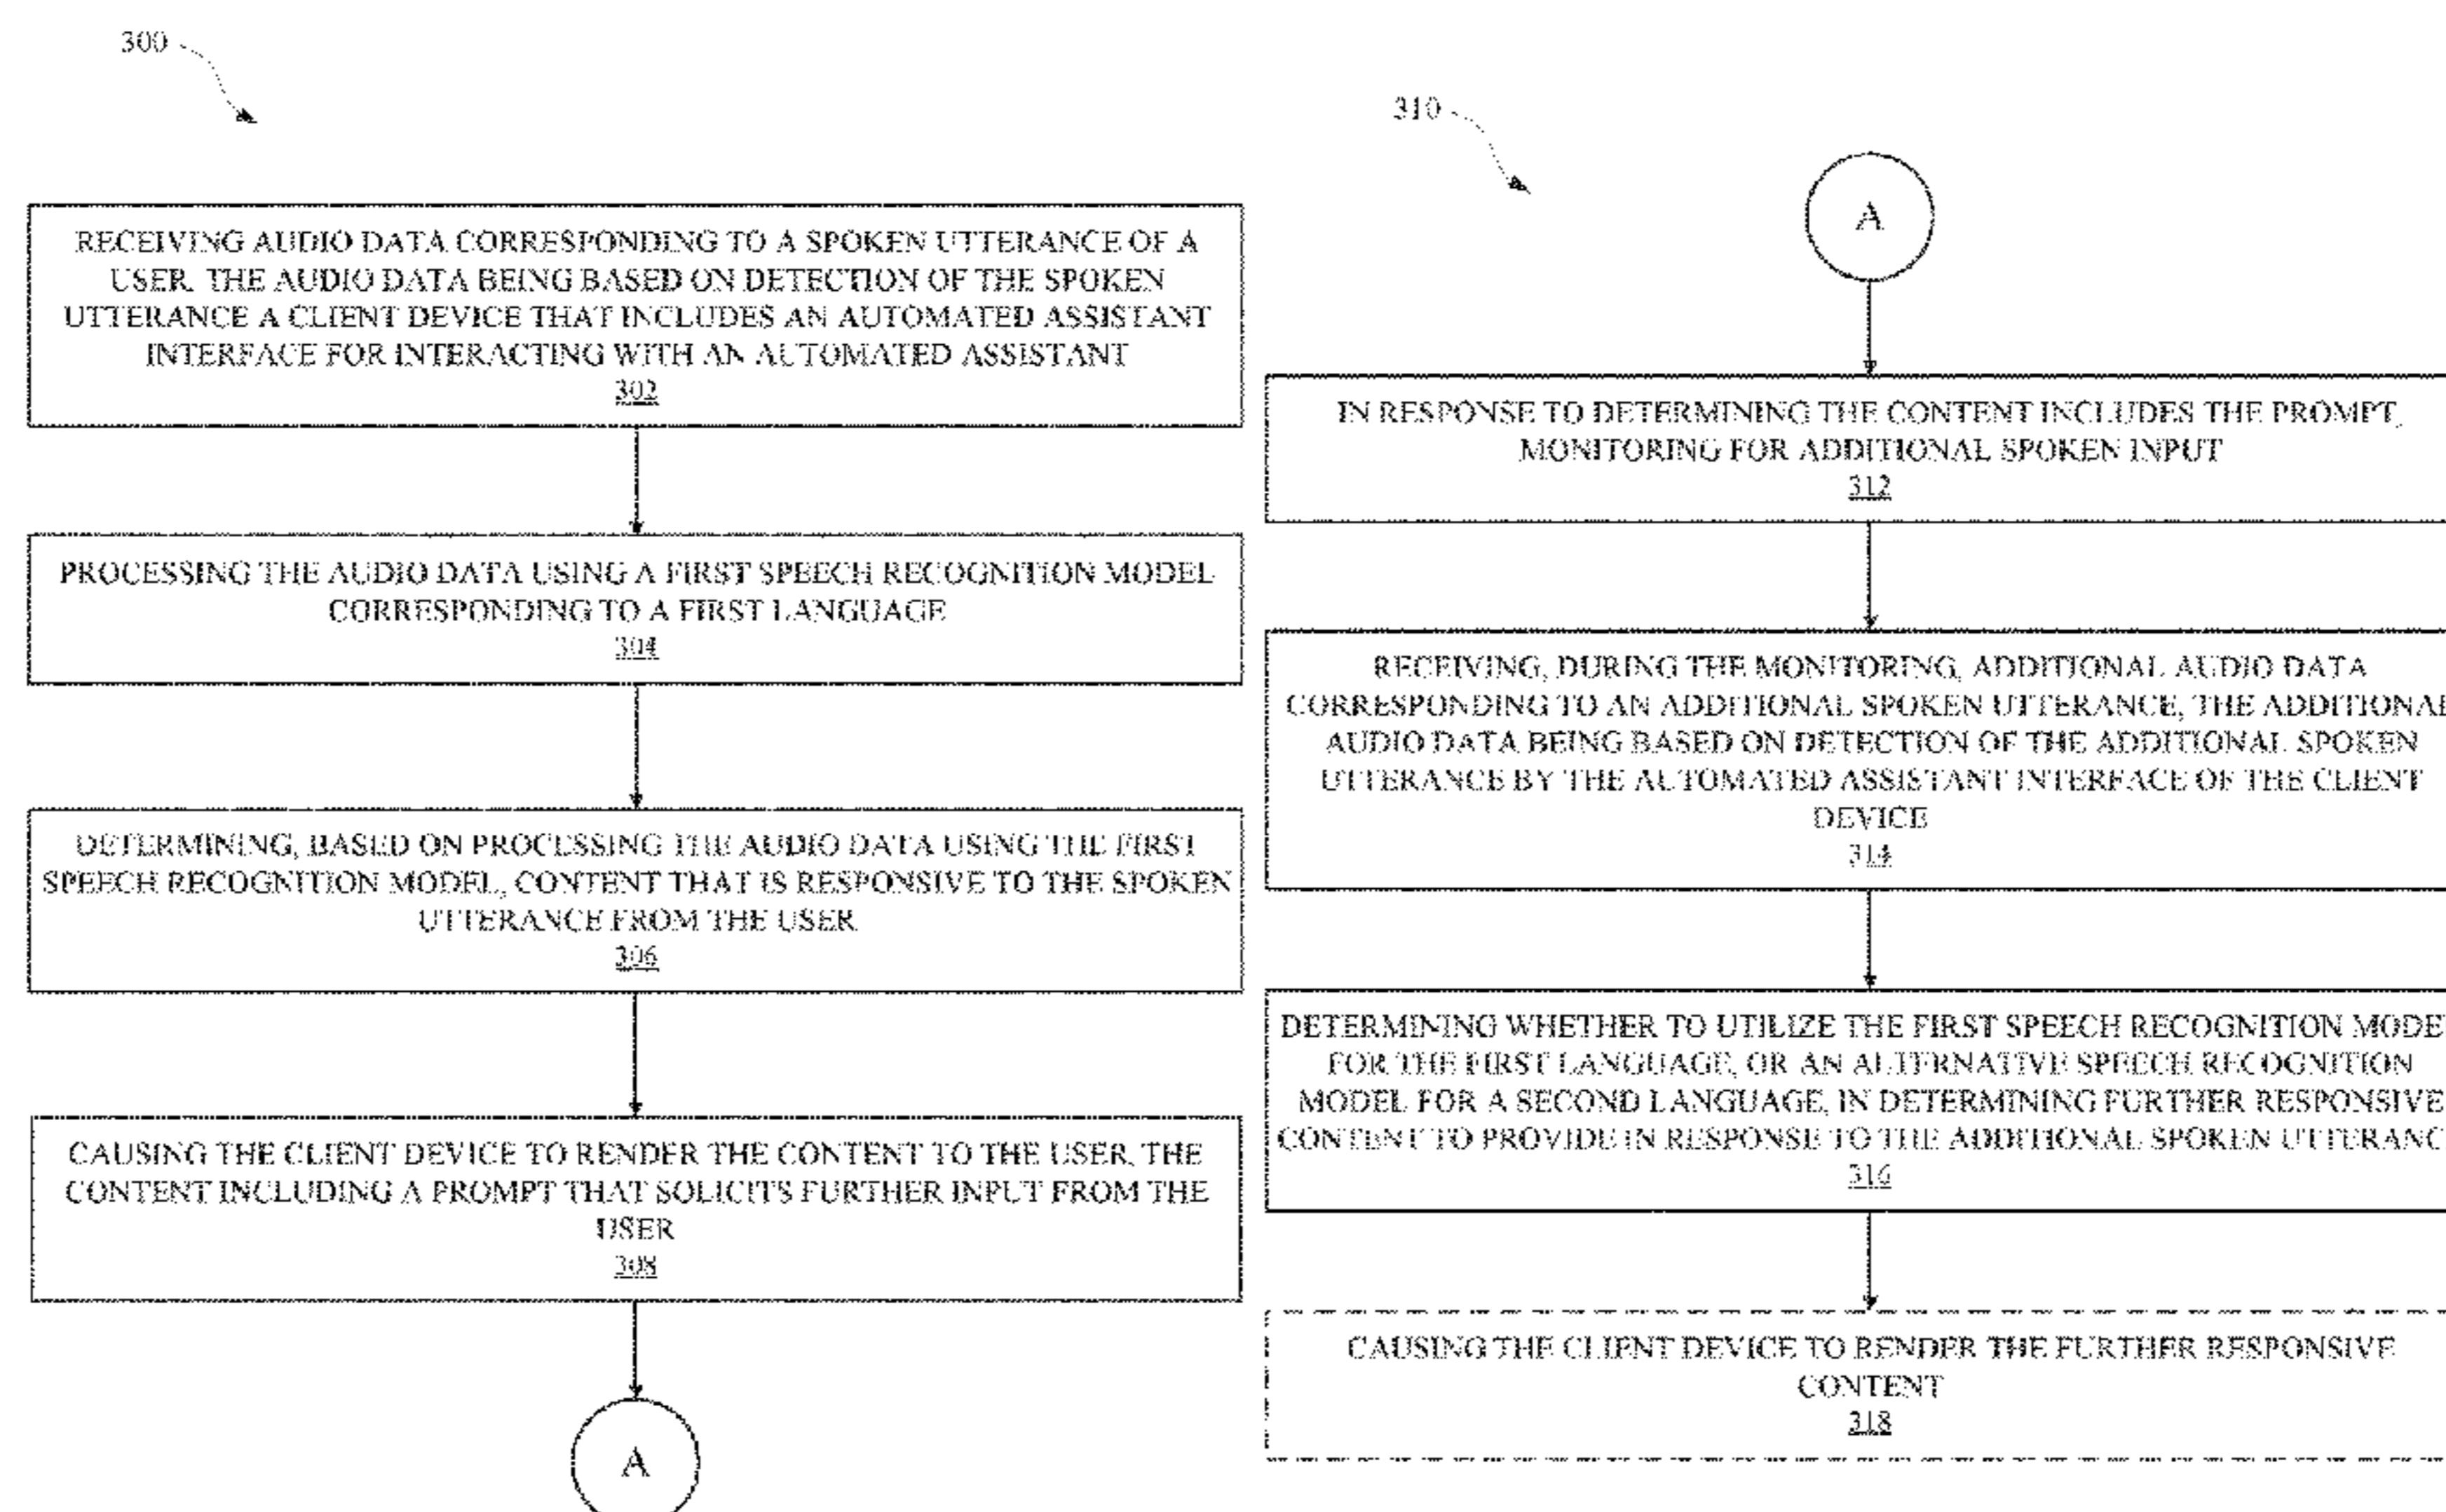 300
RECEIVING AUDIO DATA CORRESPONDING TO A SPOKEN UTTERANCE OF A
USER, THE AUDIO DATA BEING BASED ON DETECTION OF THE SPOKEN
UTTERANCE A CLIENT DEVICE THAT INCLUDES AN AUTOMATED ASSISTANT
INTERFACE FOR INTERACTING WITH AN AUTOMATED ASSISTANT
302
PROCESSING THE AUDIO DATA USING A FIRST SPEECH RECOGNITION MODEL
CORRESPONDING TO A FIRST LANGUAGE
304
DETERMINING, BASED ON PROCESSING THE AUDIO DATA USING THE FIRST
SPEECH RECOGNITION MODEL, CONTENT THAT IS RESPONSIVE TO THE SPOKEN
UTTERANCE FROM THE USER
306
CAUSING THE CLIENT DEVICE TO RENDER THE CONTENT TO THE USER, THE
CONTENT INCLUDING A PROMPT THAT SOLICITS FURTHER INPUT FROM THE
USER
308
A
310
A
IN RESPONSE TO DETERMINING THE CONTENT INCLUDES THE PROMPT,
MONITORING FOR ADDITIONAL SPOKEN INPUT
312
RECEIVING, DURING THE MONITORING, ADDITIONAL AUDIO DATA
CORRESPONDING TO AN ADDITIONAL SPOKEN UTTERANCE, THE ADDITIONAL
AUDIO DATA BEING BASED ON DETECTION OF THE ADDITIONAL SPOKEN
UTTERANCE BY THE AUTOMATED ASSISTANT INTERFACE OF THE CLIENT
DEVICE
314
DETERMINING WHETHER TO UTILIZE THE FIRST SPEECH RECOGNITION MODE
FOR THE FIRST LANGUAGE, OR AN ALTERNATIVE SPEECH RECOGNITION
MODEL FOR A SECOND LANGUAGE, IN DETERMINING FURTHER RESPONSIVE
CONTENT TO PROVIDE IN RESPONSE TO THE ADDITIONAL SPOKEN UTTERANC
316
CAUSING THE CLIENT DEVICE TO RENDER THE FURTHER RESPONSIVE
CONTENT
318